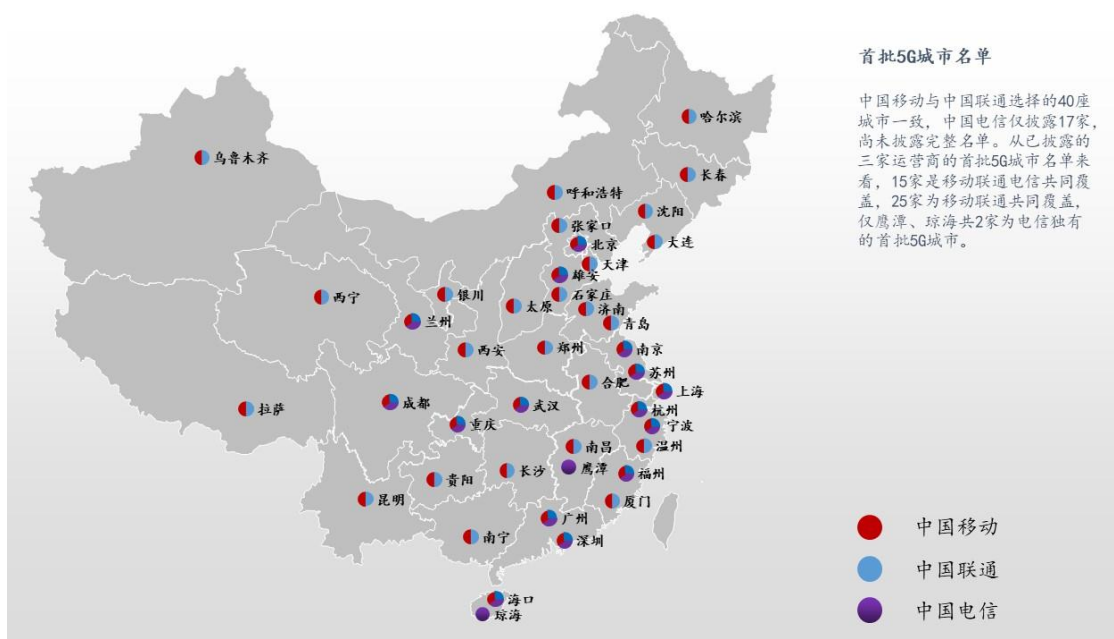 首批5G城市名单
中国移动与中国联通选择的40座
城市一致，中国电信仅披露17家，
尚未披露完整名单。从已披露的
三家运营商的首批5G城市名单来
看，15家是移动联通电信共同覆
盖，25家为移动联通共同覆盖，
仅鹰潭、琼海共2家为电信独有
的首批5G城市。
哈尔滨
乌鲁木齐
长春
呼和浩特
沈阳
张家口
大连
北京
天津
雄安
银川
石家庄
西宁
太原
济南
兰州
青岛
郑州
西安
南京
苏州
合肥
上海
成都
武汉
拉萨
杭州
重庆
宁波
南昌
温州
鹰潭
长沙
福州
贵阳
昆明
厦门
广州
南宁
深圳
海口
琼海
中国移动
中国联通
中国电信